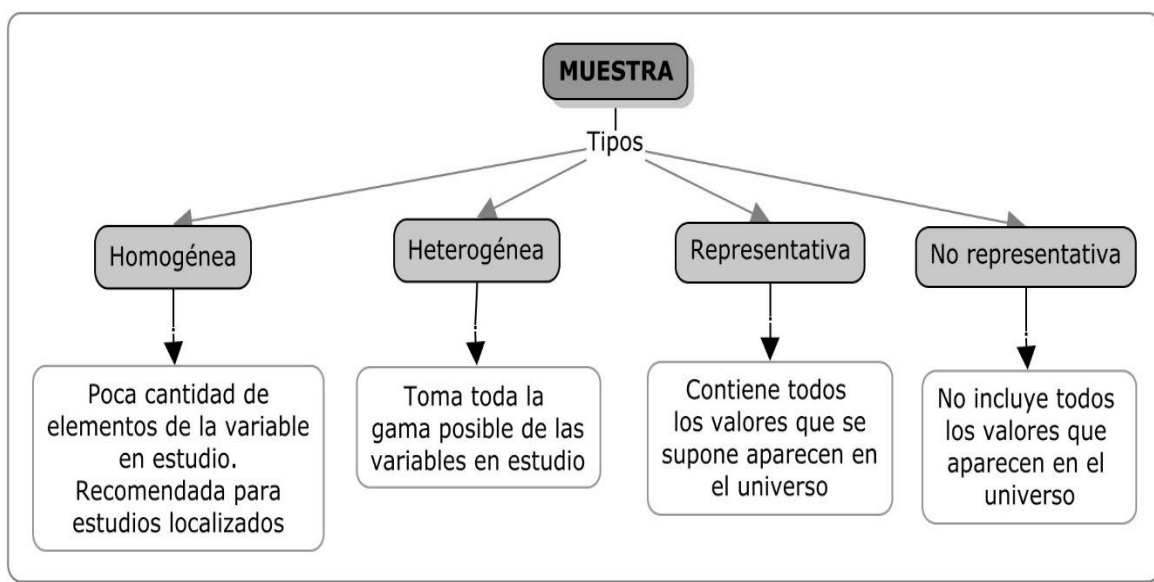 MUESTRA
Tipos
Homogénea
Heterogénea
Representativa
No representativa
Poca cantidad de
elementos de la variable
en estudio.
Recomendada para
estudios localizados
Toma toda la
gama posible de las
variables en estudio
Contiene todos
los valores que se
supone aparecen en
el universo
No incluye todos
los valores que
aparecen en el
universo